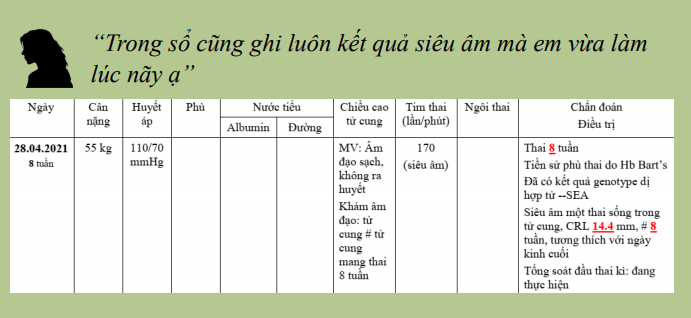 “Trong sổ cũng ghi luôn kết quả siêu âm mà em vừa làm
lúc nãy ạ”
Ngày
Cân
nặng
Huyết
áp
Phù
Nước tiểu
Albumin
Đường
Chiều cao
tử cung
Tim thai
(lần/phút)
Ngôi thai
Chẩn đoán
Điều trị
28.04.2021
8 tuần
55 kg
110/70
mmHg
MV: Âm
đạo sạch,
không ra
huyết
Khám âm
đạo: tử
cung # tử
cung
mang thai
8 tuần
170
(siêu âm)
Thai 8 tuần
Tiền sử phù thai do Hb Bart’s
Đã có kết quả genotype dị
hợp tử --SEA
Siêu âm một thai sống trong
tử cung, CRL 14.4 mm, # 8
tuần, tương thích với ngày
kinh cuối
Tổng soát đầu thai kì: đang
thực hiện